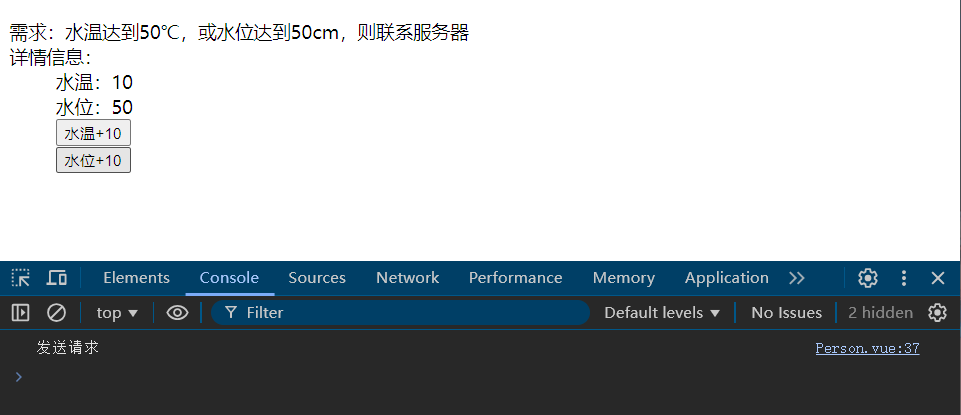 需求：水温达到50℃，或水位达到50cm，则联系服务器
详情信息：
水温：10
水位：50
水温+10
水位+10
Elements Console Sources Network Performance Memory Application
top Filter Default levels No Issues 2 hidden
发送请求 Person.vue:37